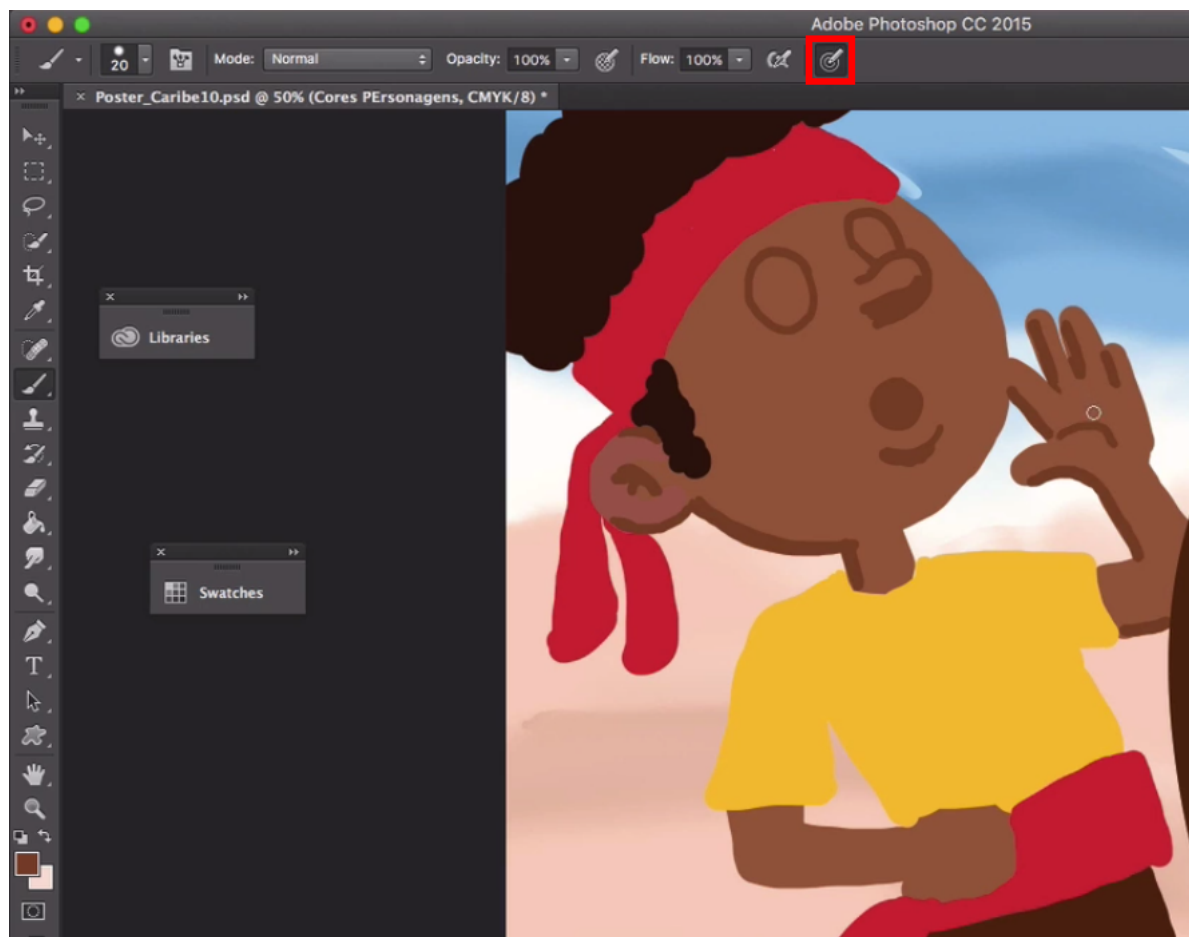 Adobe Photoshop CC 2015
20 Mode: Normal Opacity: 100% Flow: 100%
× Poster_Caribe10.psd @ 50% (Cores PErsonagens, CMYK/8) *
Libraries
Swatches
T